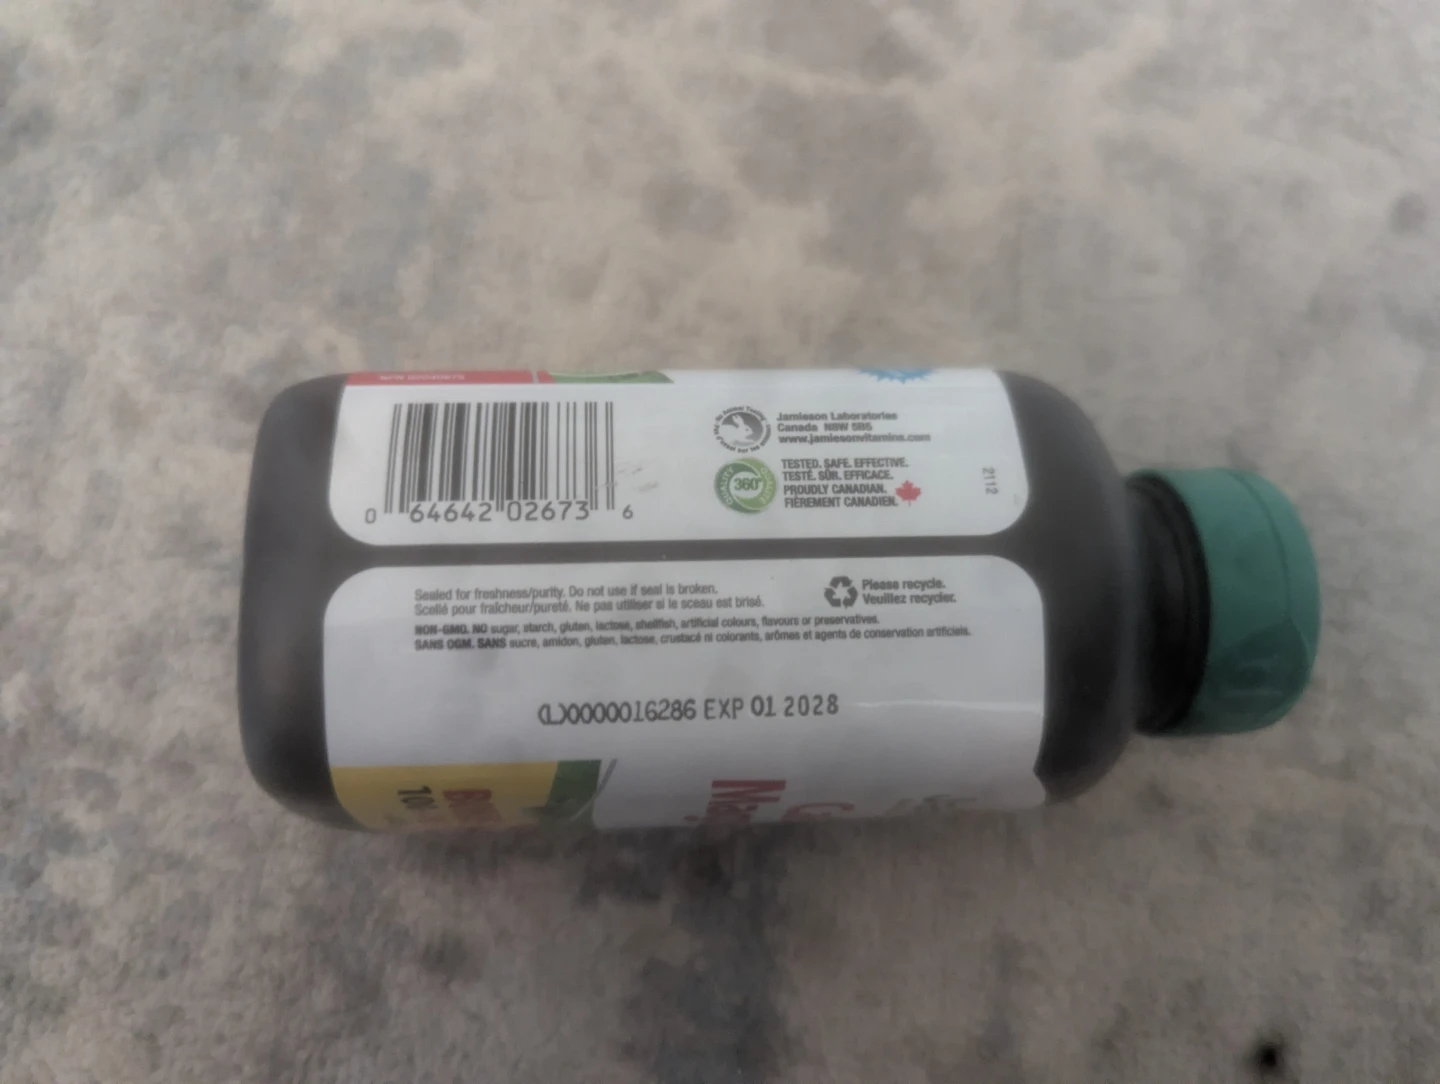 0 64642 02673 6
Jamieson Laboratories
Canada N8W 5B5
www.jamiesonvitamins.com
360°
TESTED. SAFE. EFFECTIVE.
TESTÉ. SÛR. EFFICACE.
PROUDLY CANADIAN.
FIÈREMENT CANADIEN.
2112
Sealed for freshness/purity. Do not use if seal is broken.
Scellé pour fraîcheur/pureté. Ne pas utiliser si le sceau est brisé.
Please recycle.
Veuillez recycler.
NON-GMO. NO sugar, starch, gluten, lactose, shellfish, artificial colours, flavours or preservatives.
SANS OGM. SANS sucre, amidon, gluten, lactose, crustacé ni colorants, arômes et agents de conservation artificiels.
(L)0000016286 EXP 01 2028